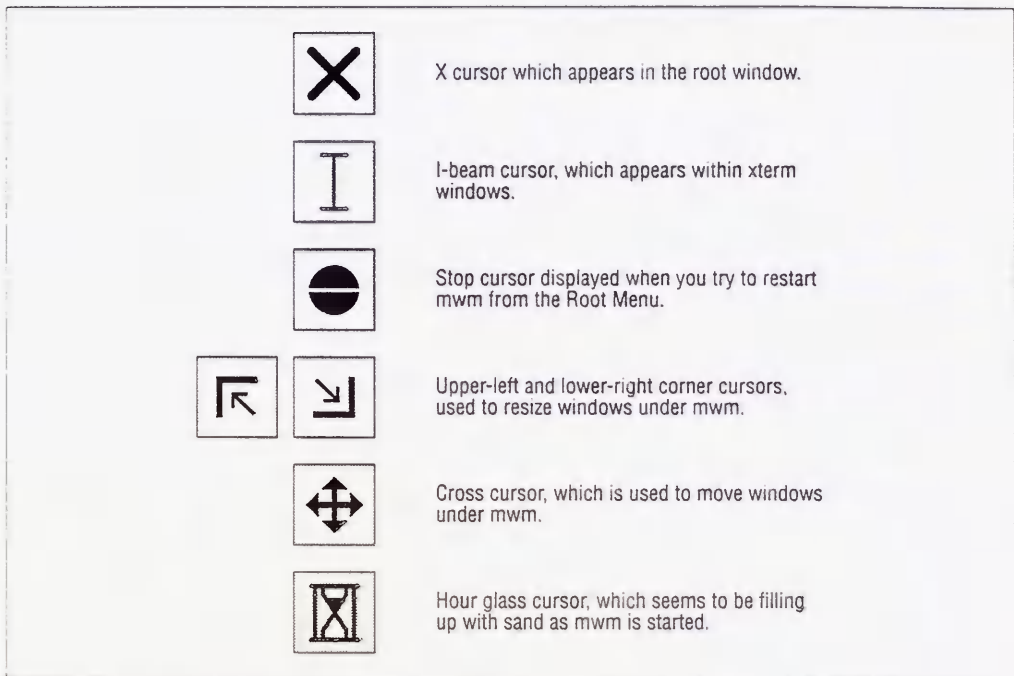 X cursor which appears in the root window.
I-beam cursor, which appears within xterm
windows.
Stop cursor displayed when you try to restart
mwm from the Root Menu.
Upper-left and lower-right corner cursors,
used to resize windows under mwm.
Cross cursor, which is used to move windows
under mwm.
Hour glass cursor, which seems to be filling
up with sand as mwm is started.